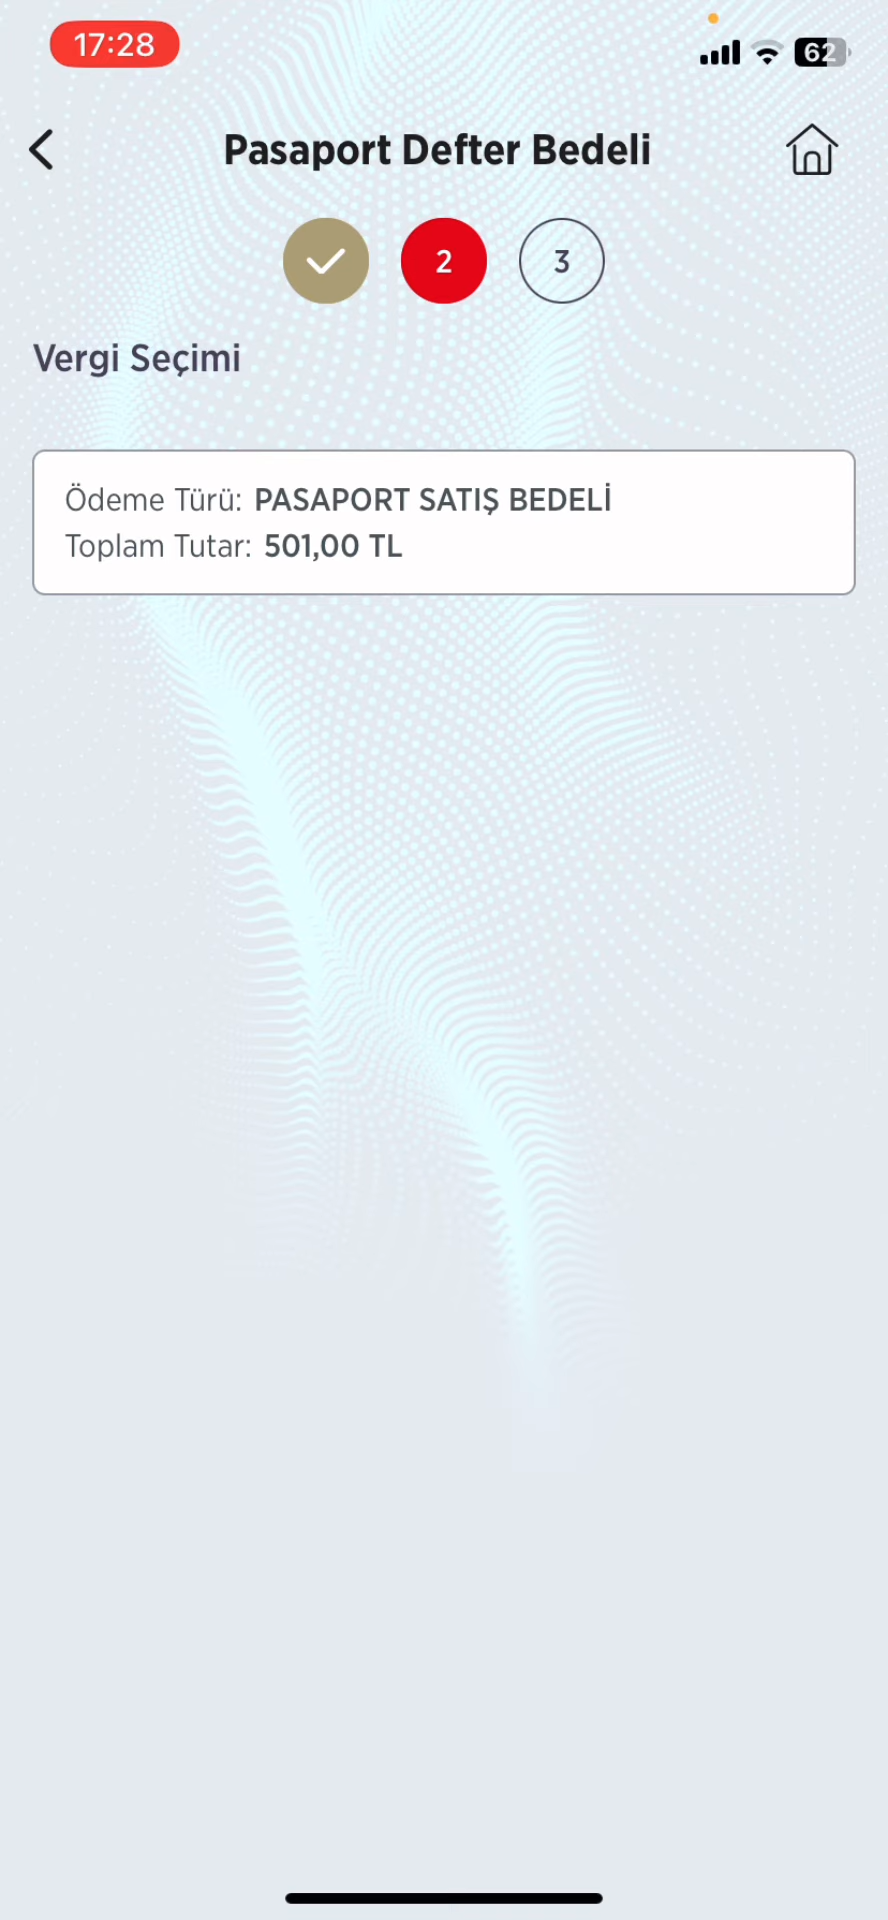 17:28
62
Pasaport Defter Bedeli
2
3
Vergi Seçimi
Ödeme Türü: PASAPORT SATIŞ BEDELİ
Toplam Tutar: 501,00 TL